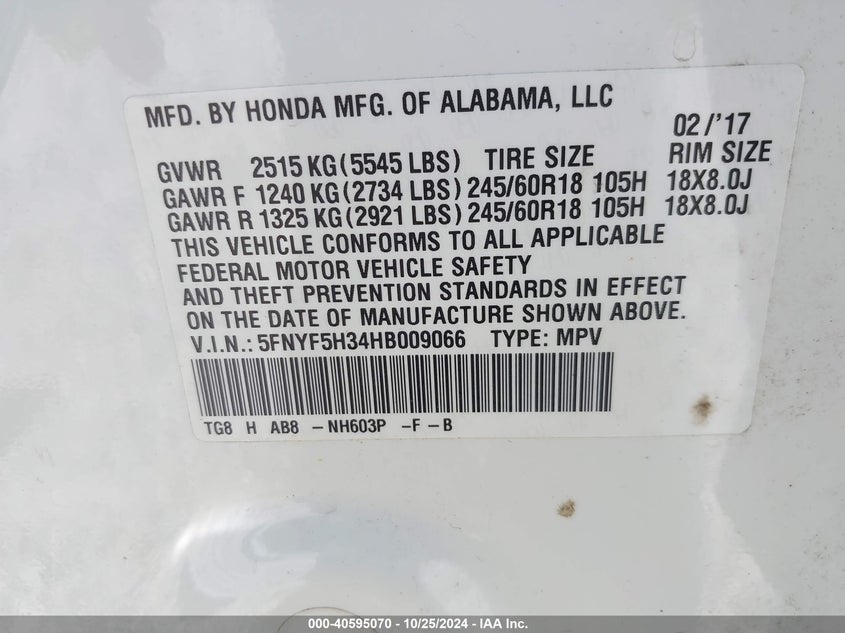 MFD. BY HONDA MFG. OF ALABAMA, LLC
02/'17
GVWR 2515 KG (5545 LBS) TIRE SIZE RIM SIZE
GAWR F 1240 KG (2734 LBS) 245/60R18 105H 18X8.0J
GAWR R 1325 KG (2921 LBS) 245/60R18 105H 18X8.0J
THIS VEHICLE CONFORMS TO ALL APPLICABLE
FEDERAL MOTOR VEHICLE SAFETY
AND THEFT PREVENTION STANDARDS IN EFFECT
ON THE DATE OF MANUFACTURE SHOWN ABOVE.
V.I.N.: 5FNYF5H34HB009066 TYPE: MPV
TG8 H AB8 -NH603P -F -B
000-40595070 - 10/25/2024 - IAA Inc.